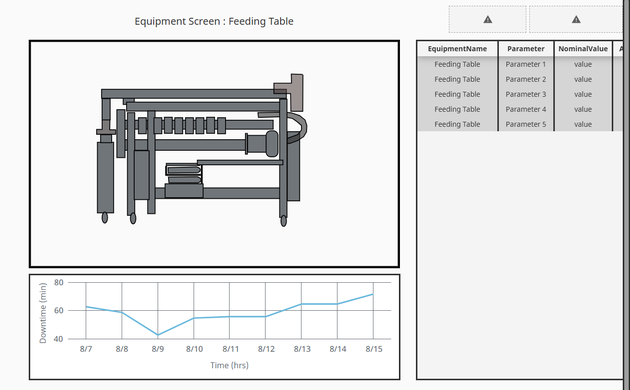 Equipment Screen : Feeding Table
EquipmentName Parameter NominalValue A
Feeding Table Parameter 1 value
Feeding Table Parameter 2 value
Feeding Table Parameter 3 value
Feeding Table Parameter 4 value
Feeding Table Parameter 5 value
Downtime (min)
80
60
40
8/7 8/8 8/9 8/10 8/11 8/12 8/13 8/14 8/15
Time (hrs)